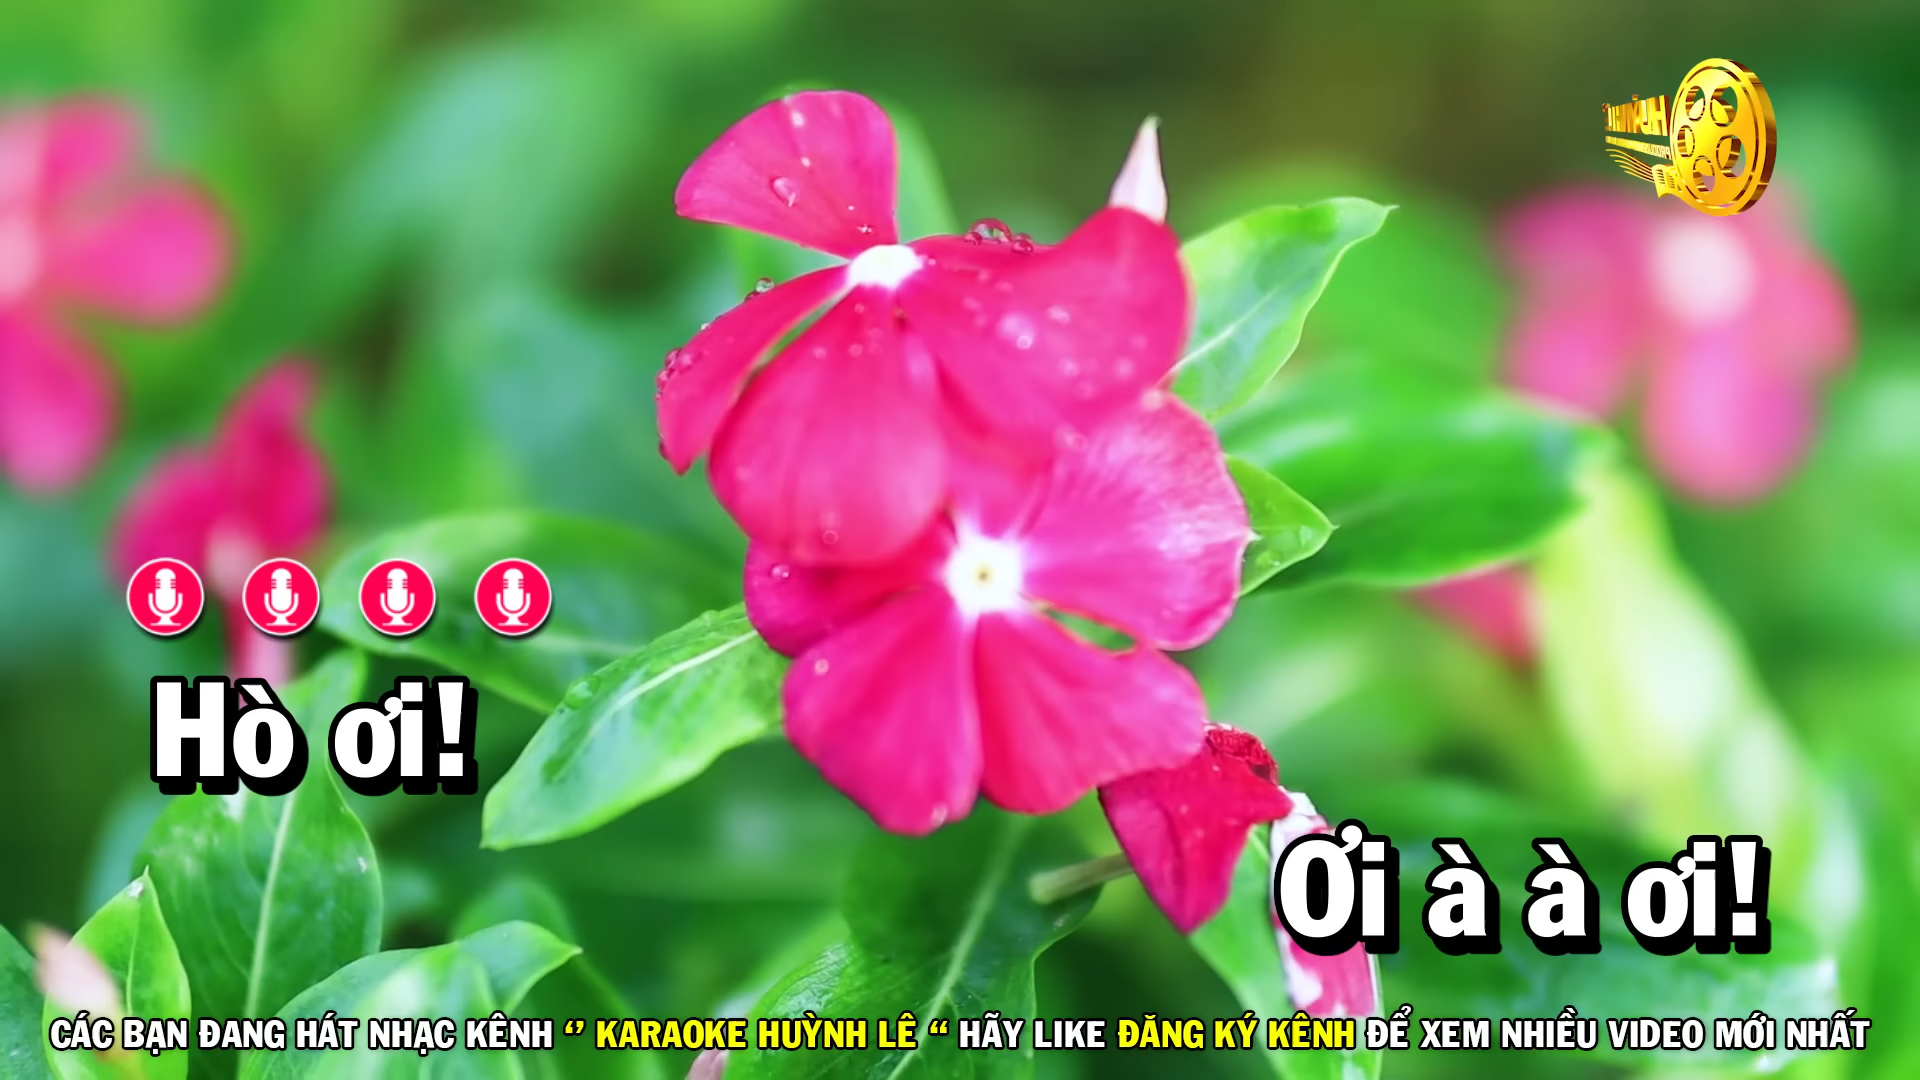 Hò ơi!
Ơi à à ơi!
CÁC BẠN ĐANG HÁT NHẠC KÊNH ‘’ KARAOKE HUỲNH LÊ “ HÃY LIKE ĐĂNG KÝ KÊNH ĐỂ XEM NHIỀU VIDEO MỚI NHẤT